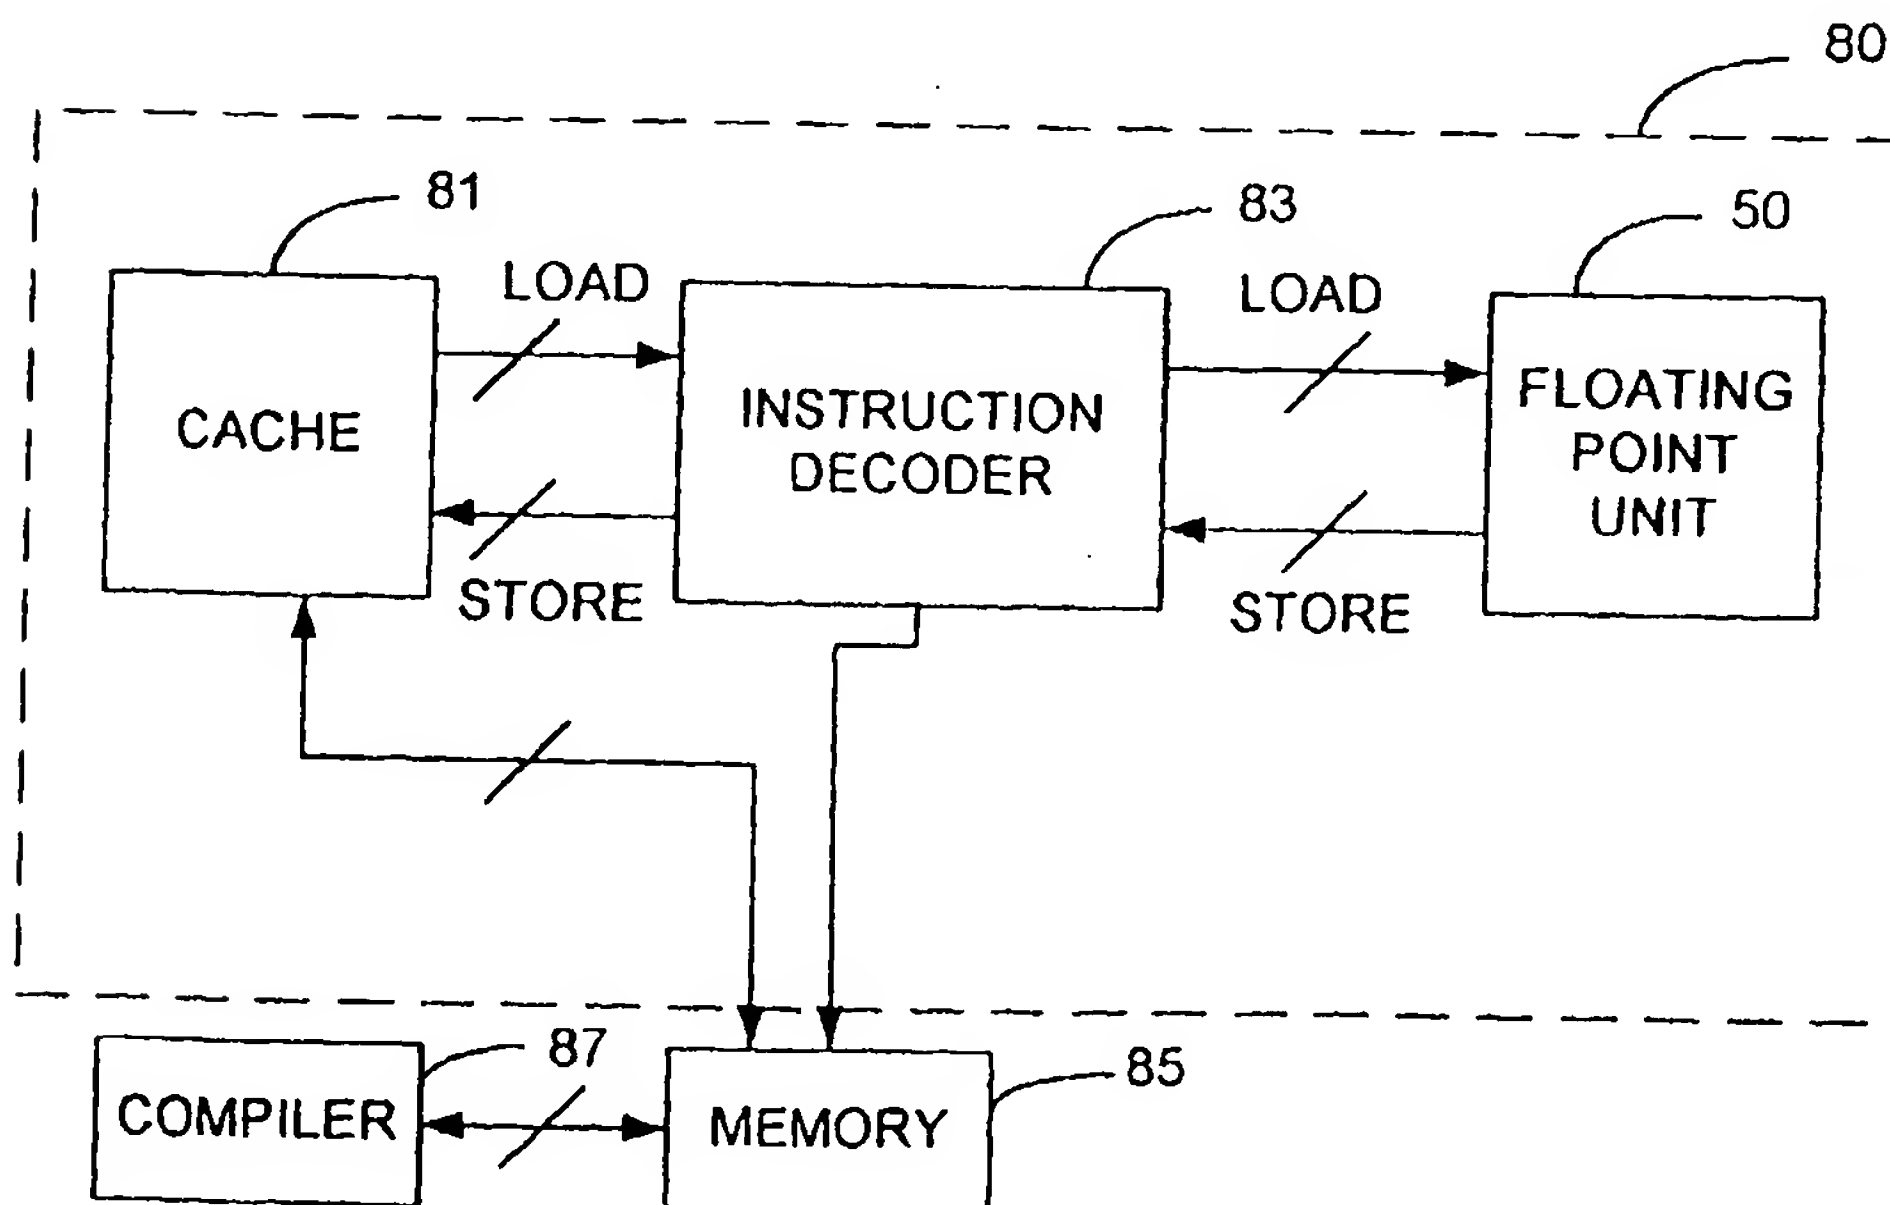 80
81
83
50
LOAD
LOAD
CACHE
INSTRUCTION
DECODER
FLOATING
POINT
UNIT
STORE
STORE
87
85
COMPILER
MEMORY